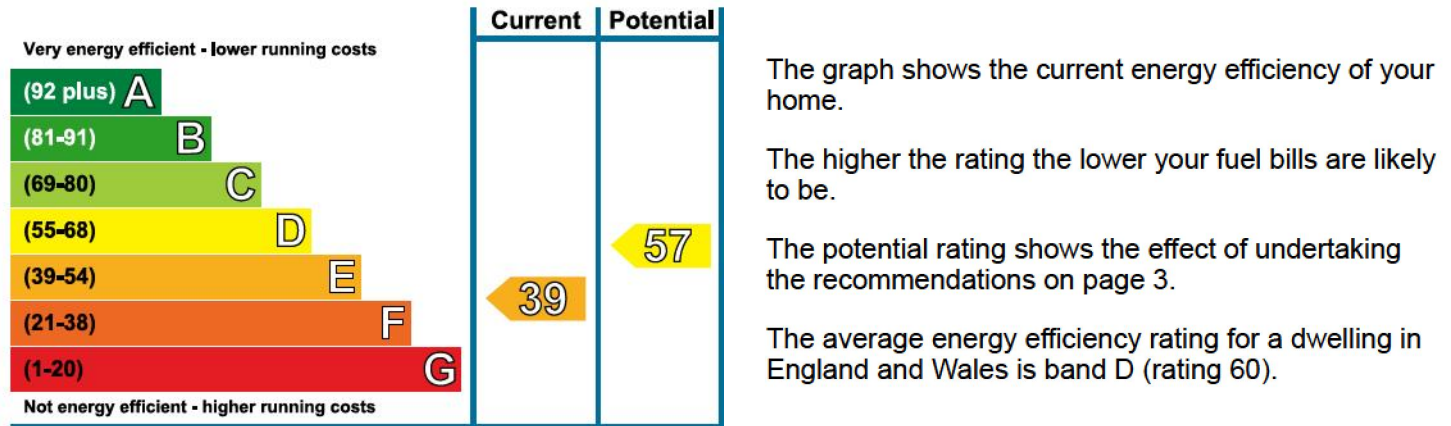 Current Potential
Very energy efficient - lower running costs
(92 plus) A
(81-91) B
(69-80) C
(55-68) D
57
(39-54) E
39
(21-38) F
(1-20) G
Not energy efficient - higher running costs
The graph shows the current energy efficiency of your
home.
The higher the rating the lower your fuel bills are likely
to be.
The potential rating shows the effect of undertaking
the recommendations on page 3.
The average energy efficiency rating for a dwelling in
England and Wales is band D (rating 60).